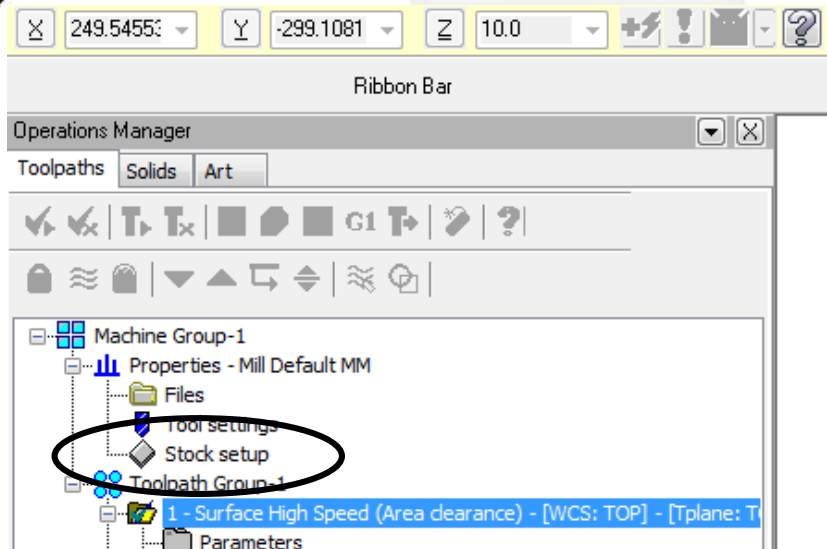 X 249.5455 Y -299.1081 Z 10.0
Ribbon Bar
Operations Manager
Toolpaths Solids Art
G1
Machine Group-1
Properties - Mill Default MM
Files
Tool settings
Stock setup
Toolpath Group-1
1 - Surface High Speed (Area clearance) - [WCS: TOP] - [Tplane: T
Parameters